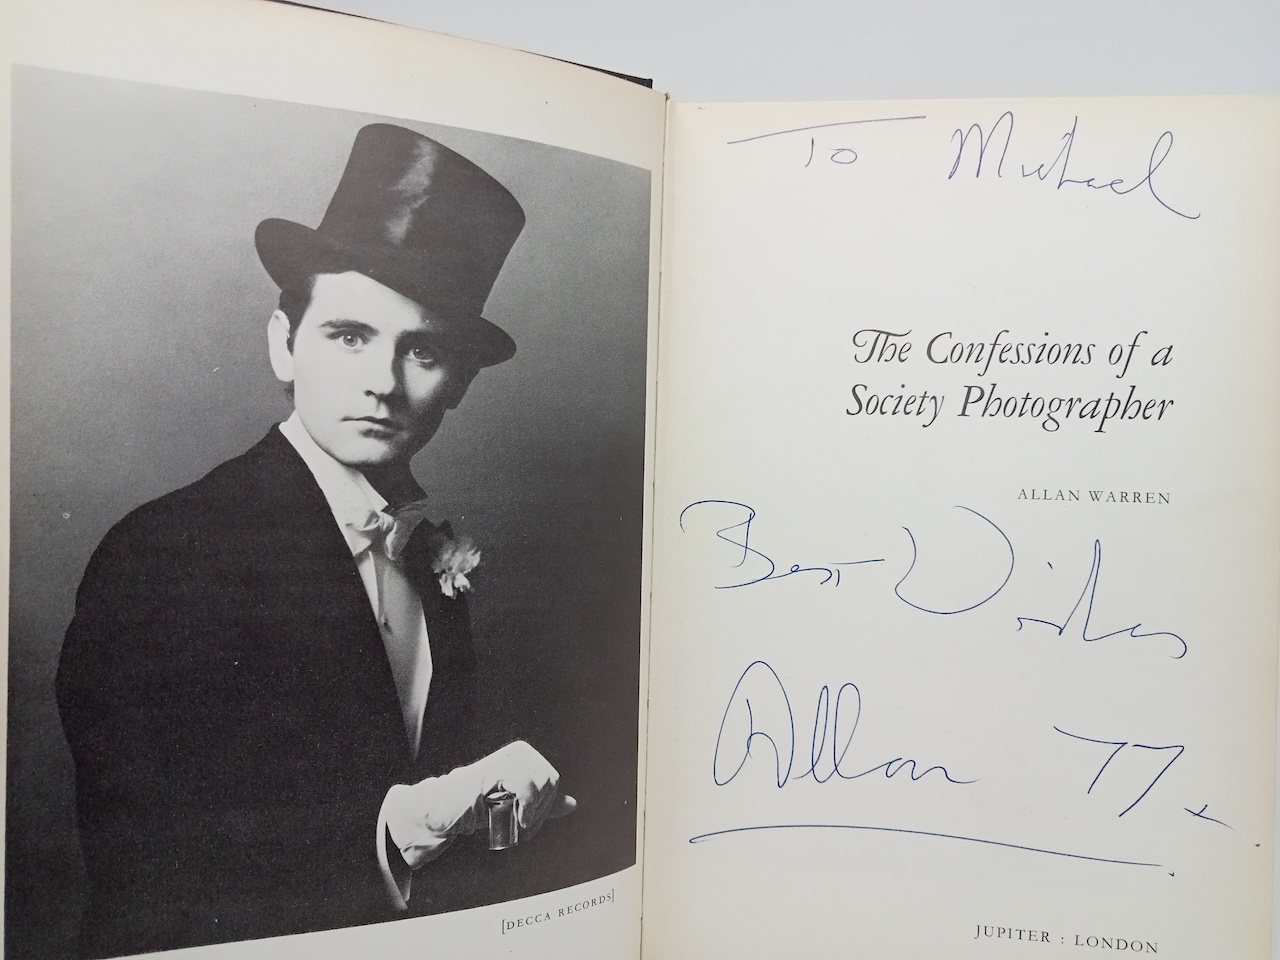 [DECCA RECORDS]
To Michael
The Confessions of a
Society Photographer
ALLAN WARREN
Best Wishes
Allan 77 x
JUPITER : LONDON